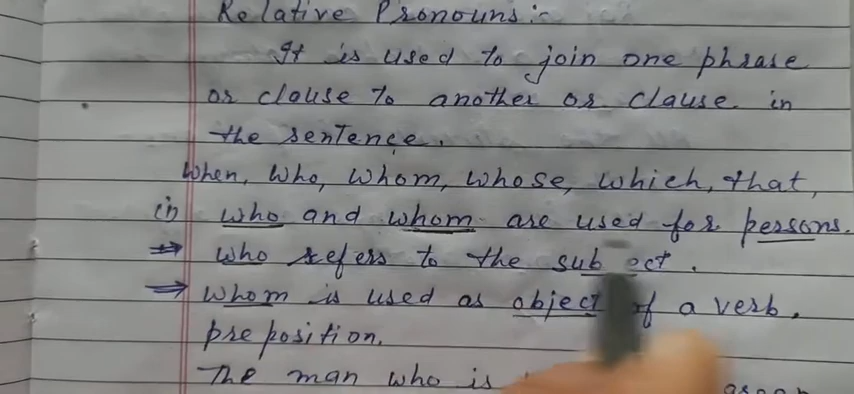 Relative Pronouns:-
It is used to join one phrase
or clause to another or clause in
the sentence.
When, Who, Whom, Whose, which, that,
(i) who and whom are used for persons.
⇒ Who refers to the subject.
⇒ Whom is used as object of a verb,
preposition.
The man who is